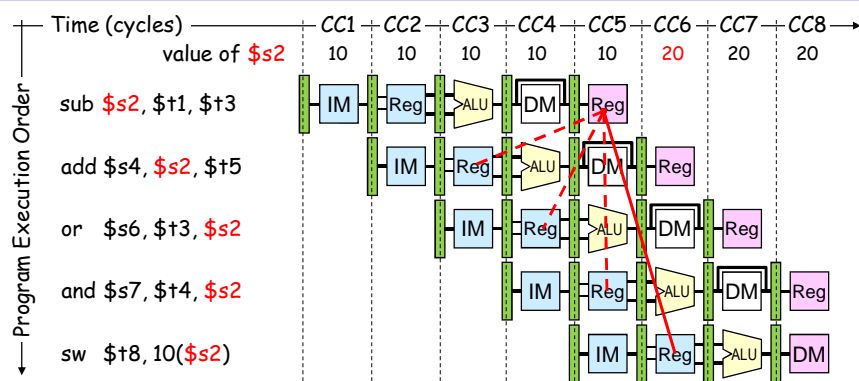 Time (cycles) CC1 CC2 CC3 CC4 CC5 CC6 CC7 CC8
value of $s2 10 10 10 10 10 20 20 20
Program Execution Order
sub $s2, $t1, $t3 IM Reg ALU DM Reg
add $s4, $s2, $t5 IM Reg ALU DM Reg
or $s6, $t3, $s2 IM Reg ALU DM Reg
and $s7, $t4, $s2 IM Reg ALU DM Reg
sw $t8, 10($s2) IM Reg ALU DM